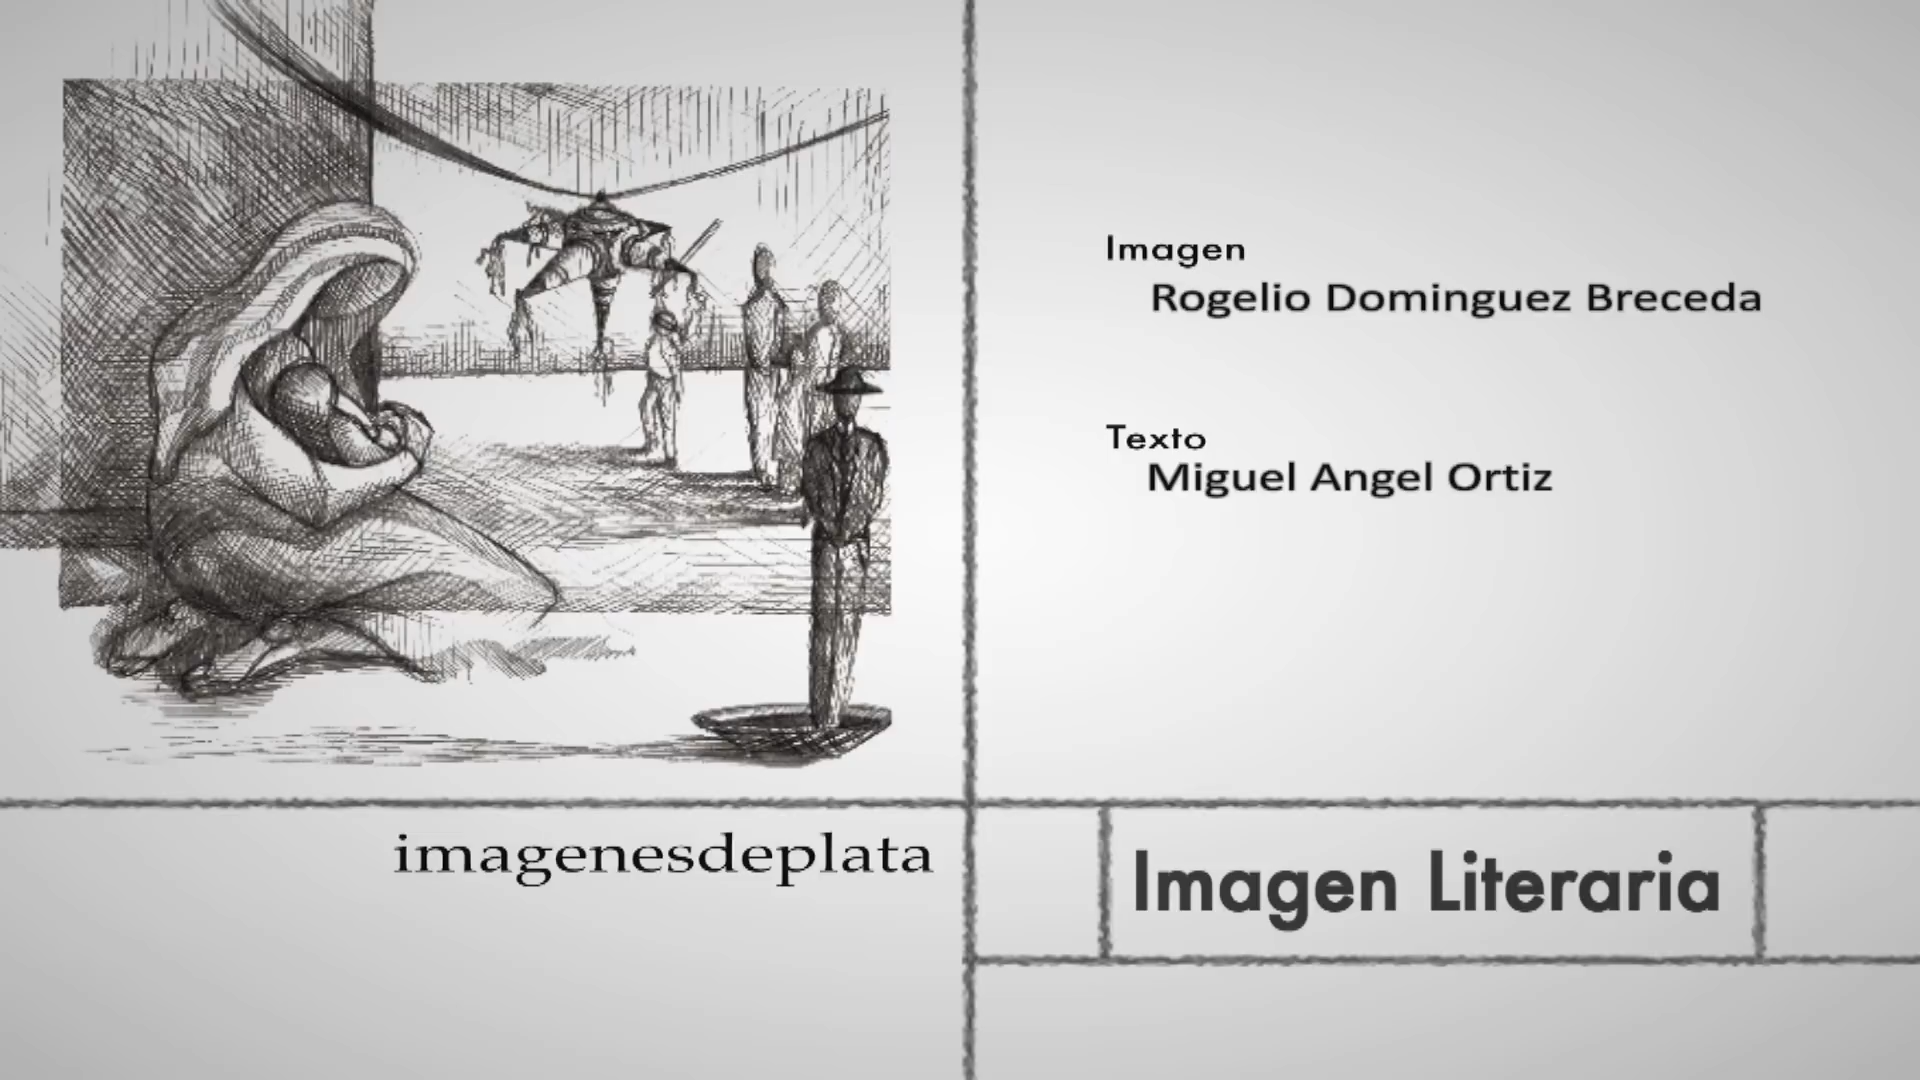 Imagen
Rogelio Dominguez Breceda
Texto
Miguel Angel Ortiz
imagenesdeplata
Imagen Literaria